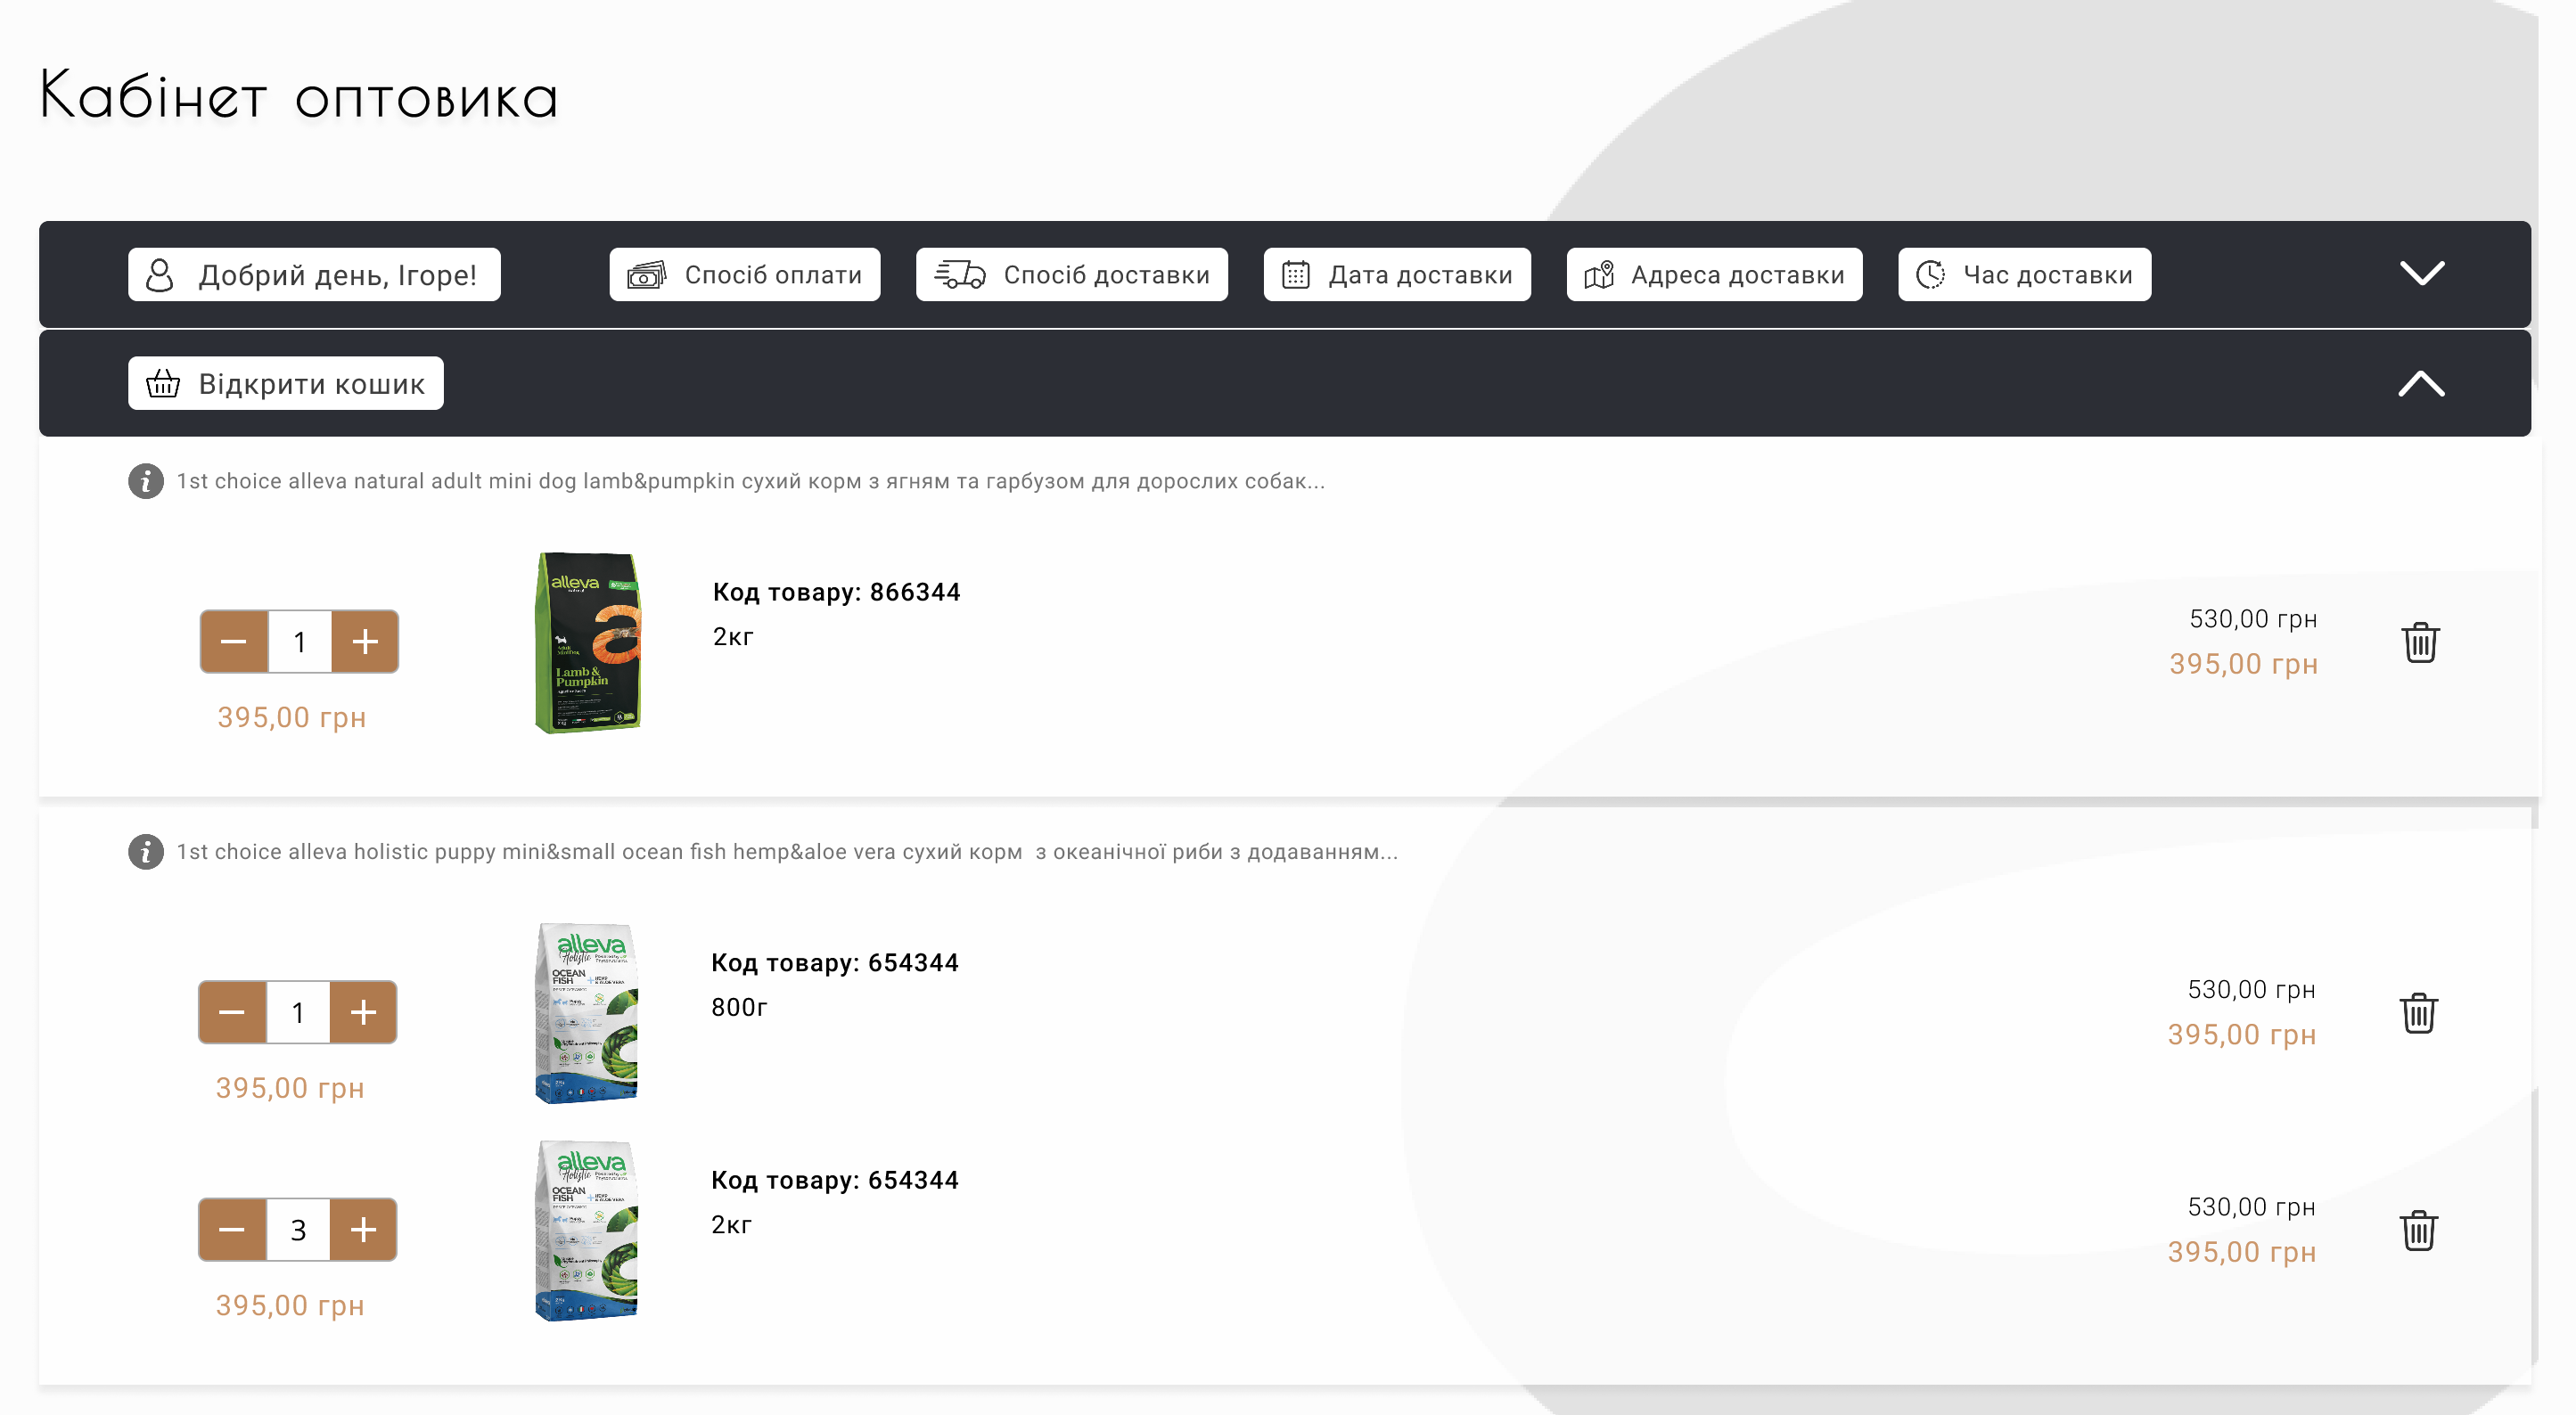 Кабінет оптовика
Добрий день, Ігоре!
Спосіб оплати
Спосіб доставки
Дата доставки
Адреса доставки
Час доставки
Відкрити кошик
1st choice alleva natural adult mini dog lamb&pumpkin сухий корм з ягням та гарбузом для дорослих собак...
alleva
natural
Lamb &
Pumpkin
Код товару: 866344
2кг
1
395,00 грн
530,00 грн
395,00 грн
1st choice alleva holistic puppy mini&small ocean fish hemp&aloe vera сухий корм  з океанічної риби з додаванням...
alleva
Holistic
OCEAN
FISH
Код товару: 654344
800г
1
395,00 грн
530,00 грн
395,00 грн
alleva
Holistic
OCEAN
FISH
Код товару: 654344
2кг
3
395,00 грн
530,00 грн
395,00 грн